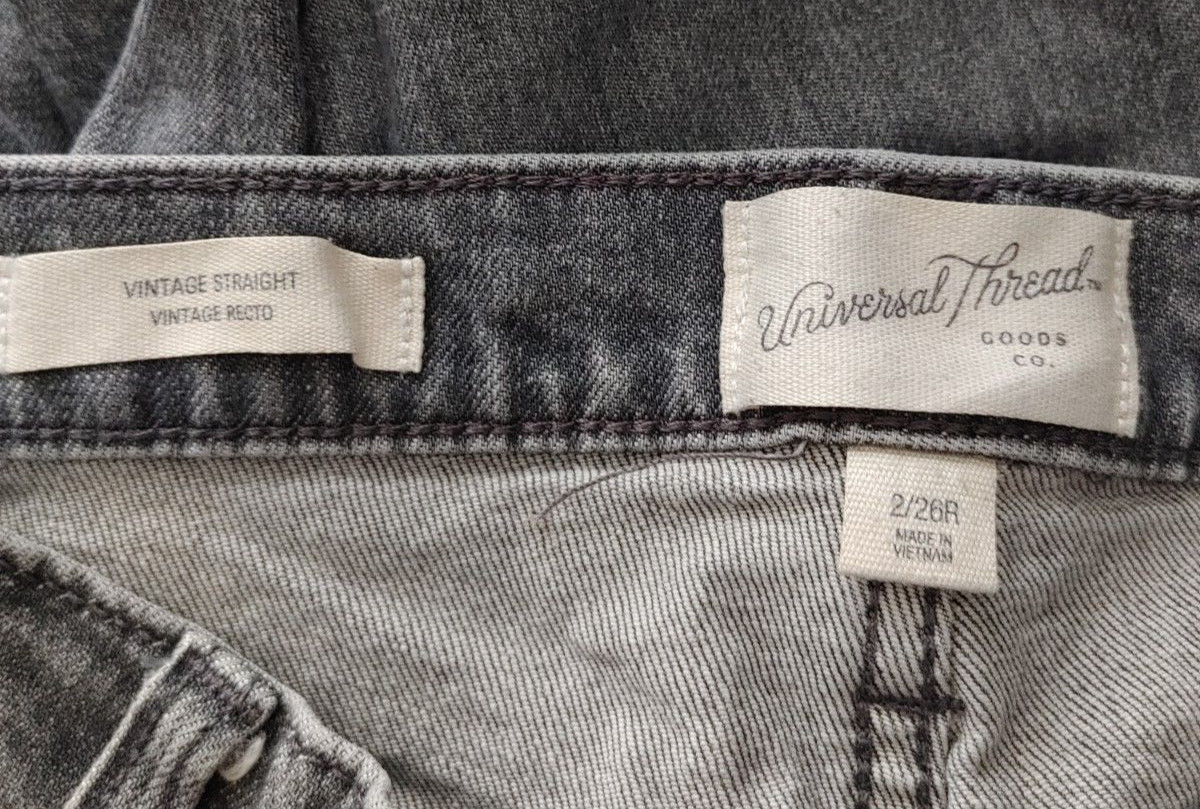 VINTAGE STRAIGHT
VINTAGE RECTO
Universal Thread™
GOODS
CO.
2/26R
MADE IN
VIETNAM